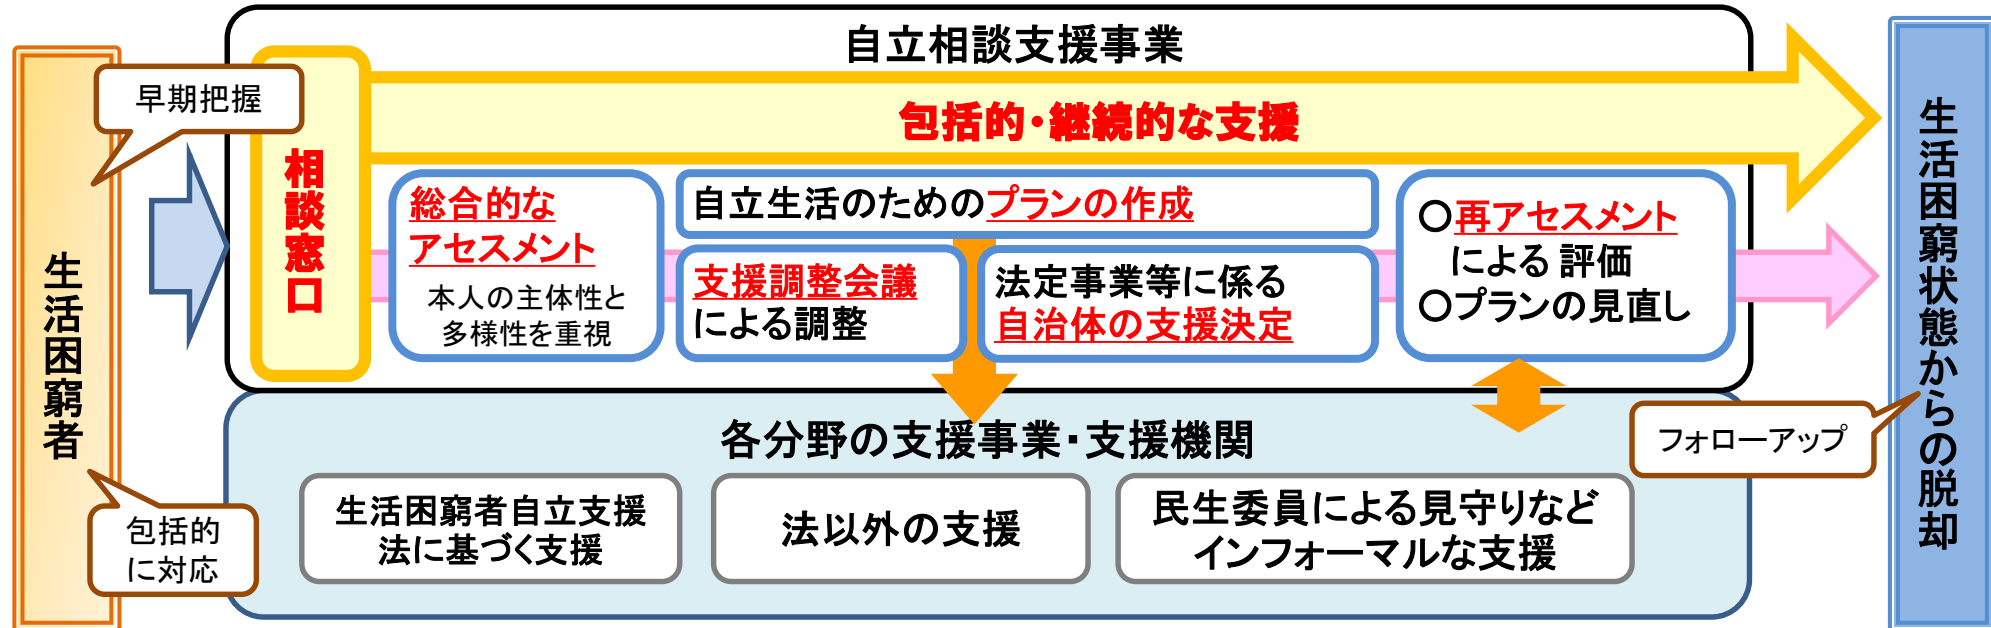 自立相談支援事業
早期把握
包括的・継続的な支援
生活困窮者
相談窓口
総合的な
アセスメント
本人の主体性と
多様性を重視
自立生活のためのプランの作成
支援調整会議
による調整
法定事業等に係る
自治体の支援決定
〇再アセスメント
による 評価
〇プランの見直し
生活困窮状態からの脱却
各分野の支援事業・支援機関
フォローアップ
包括的
に対応
生活困窮者自立支援
法に基づく支援
法以外の支援
民生委員による見守りなど
インフォーマルな支援